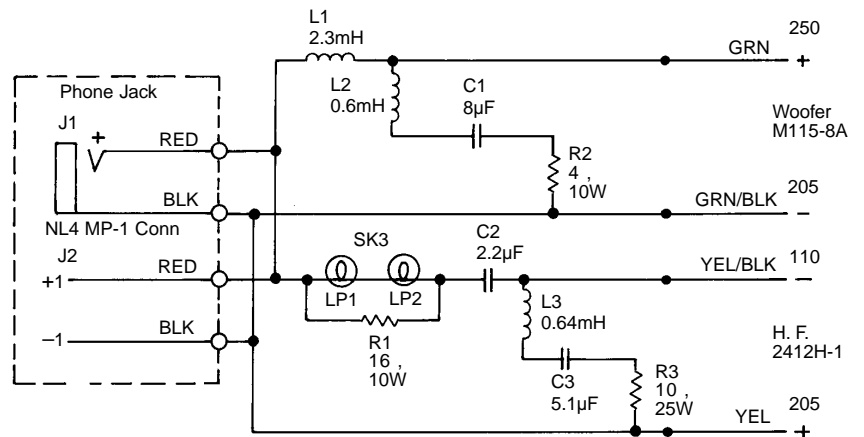 L1
2.3mH
GRN
250
+
L2
0.6mH
C1
8µF
Woofer
M115-8A
Phone Jack
J1
+
RED
R2
4 ,
10W
BLK
GRN/BLK
205
−
NL4 MP-1 Conn
J2
+1
RED
SK3
LP1
LP2
C2
2.2µF
YEL/BLK
110
−
−1
BLK
R1
16 ,
10W
L3
0.64mH
H. F.
2412H-1
C3
5.1µF
R3
10 ,
25W
YEL
205
+